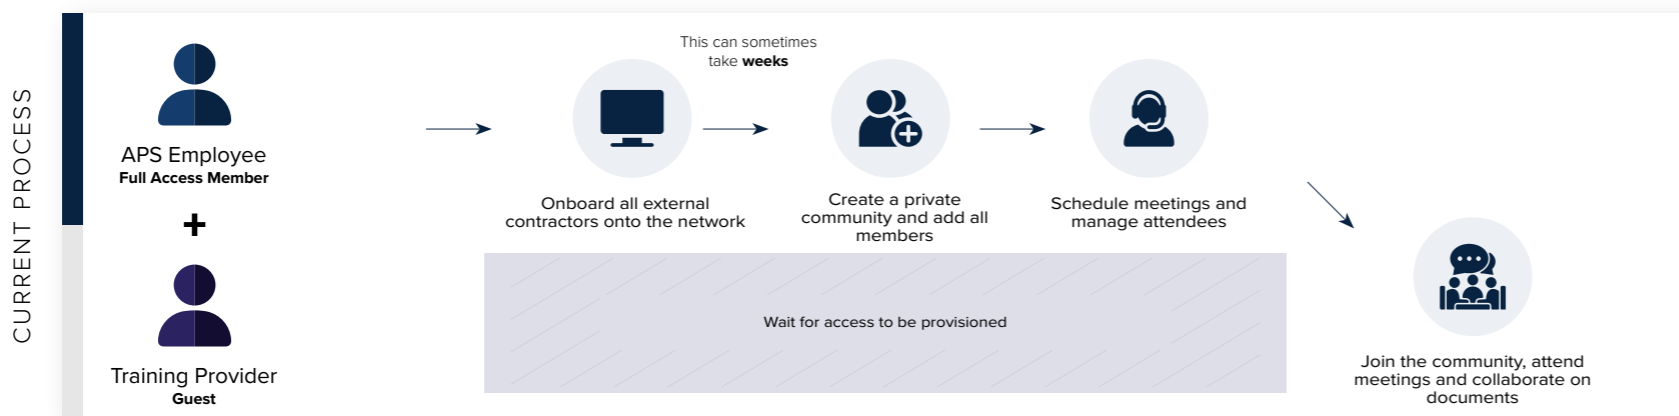 CURRENT PROCESS
APS Employee
Full Access Member
+
Training Provider
Guest
This can sometimes
take weeks
Onboard all external
contractors onto the network
Create a private
community and add all
members
Schedule meetings and
manage attendees
Wait for access to be provisioned
Join the community, attend
meetings and collaborate on
documents